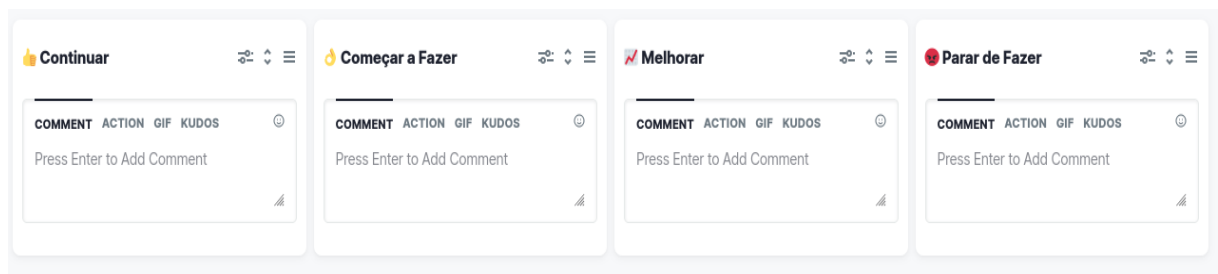 👍 Continuar
COMMENT ACTION GIF KUDOS
Press Enter to Add Comment
👌 Começar a Fazer
COMMENT ACTION GIF KUDOS
Press Enter to Add Comment
📈 Melhorar
COMMENT ACTION GIF KUDOS
Press Enter to Add Comment
😡 Parar de Fazer
COMMENT ACTION GIF KUDOS
Press Enter to Add Comment